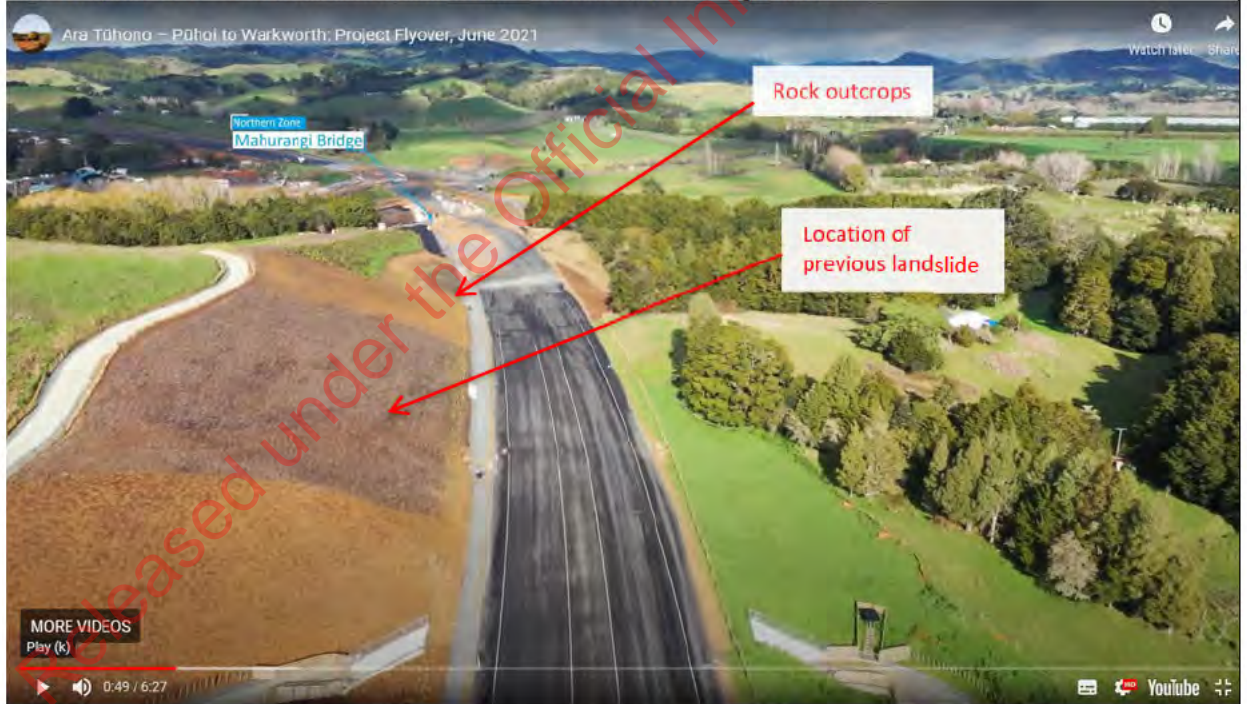 Ara Tūhono – Pūhoi to Warkworth: Project Flyover, June 2021
Watch later
Share
Rock outcrops
Northern Zone
Mahurangi Bridge
Location of
previous landslide
Released under the Official In
MORE VIDEOS
Play (k)
0:49 / 6:27
HD
YouTube